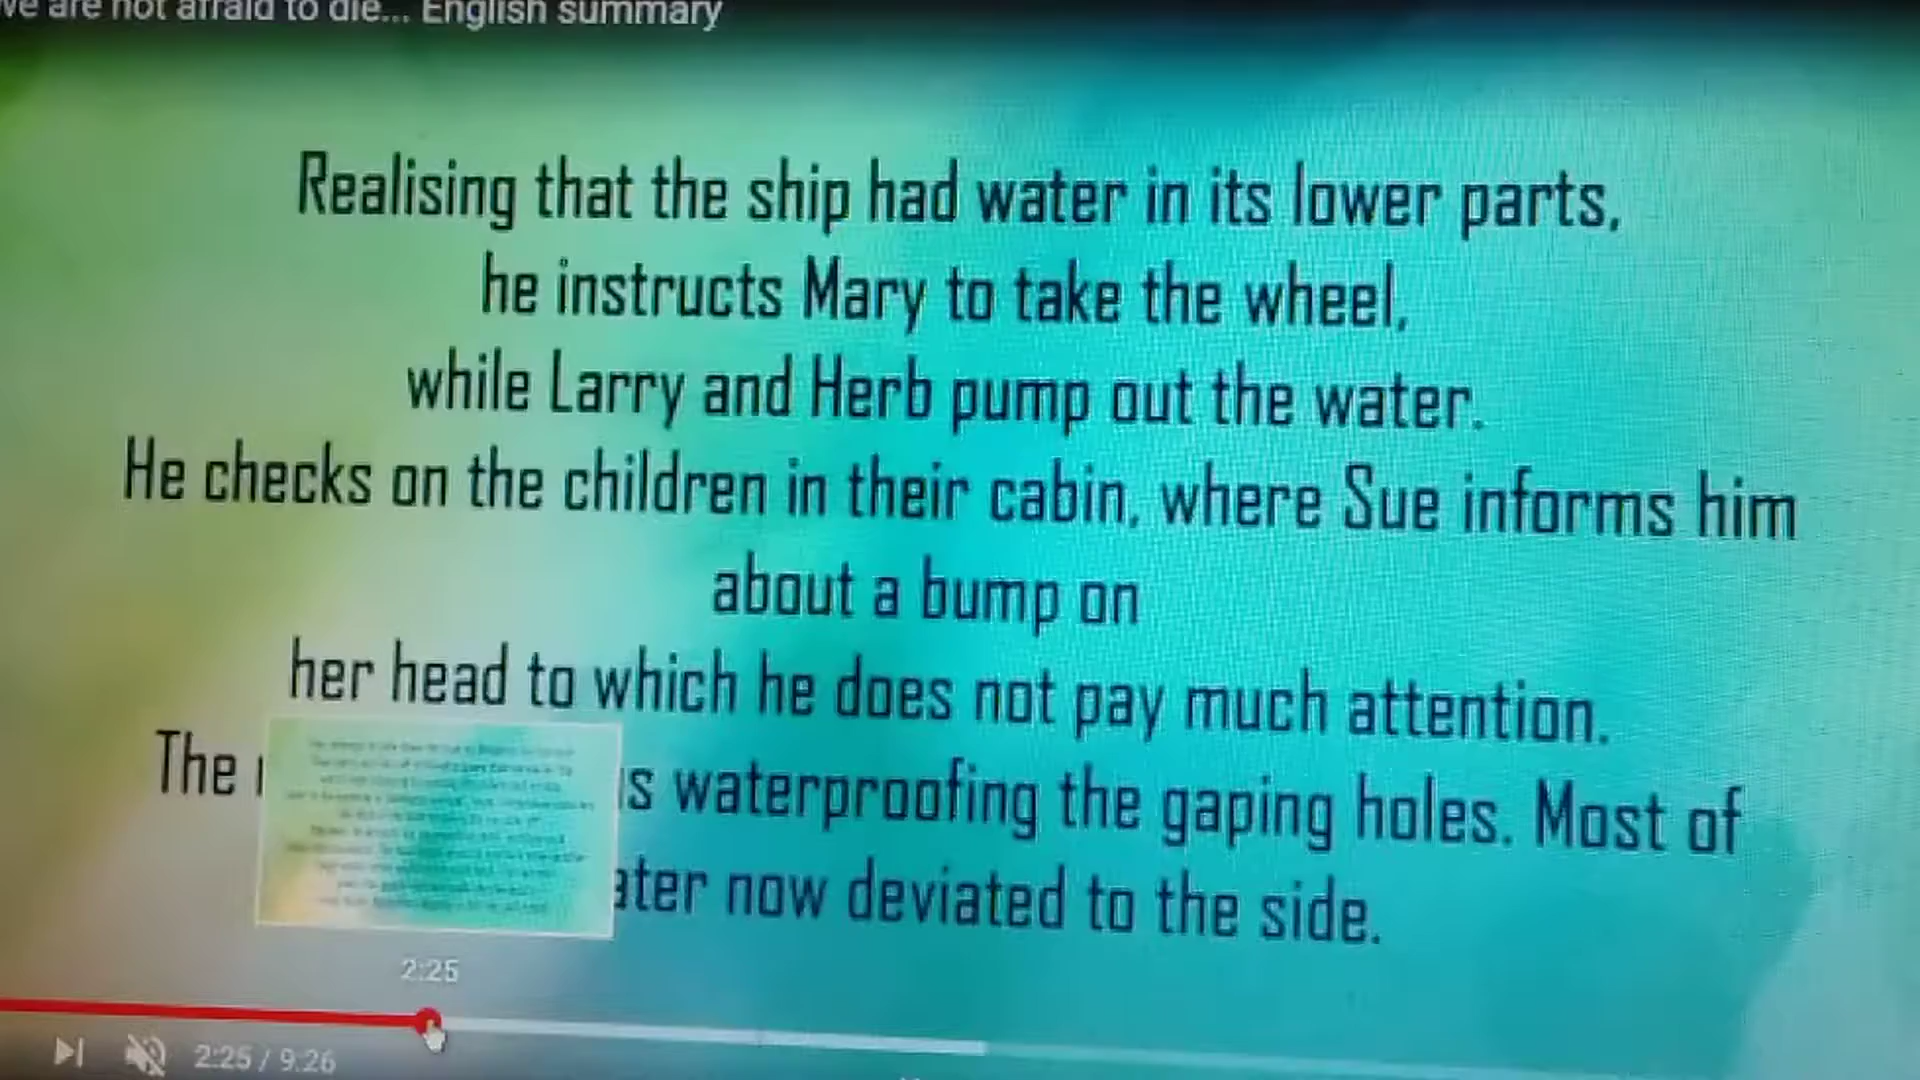 We are not afraid to die... English summary
Realising that the ship had water in its lower parts,
he instructs Mary to take the wheel,
while Larry and Herb pump out the water.
He checks on the children in their cabin, where Sue informs him
about a bump on
her head to which he does not pay much attention.
The waterproofing the gaping holes. Most of
now deviated to the side.
2:25
2:25 / 9:26